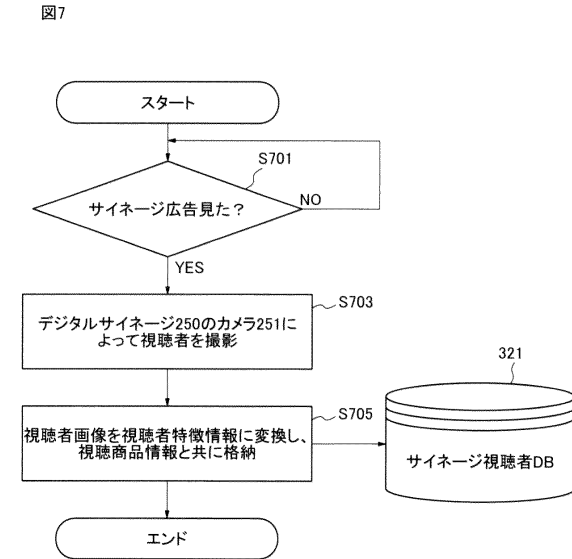 図7
スタート
S701
サイネージ広告見た？
NO
YES
S703
デジタルサイネージ250のカメラ251に
よって視聴者を撮影
321
S705
視聴者画像を視聴者特徴情報に変換し、
視聴商品情報と共に格納
サイネージ視聴者DB
エンド